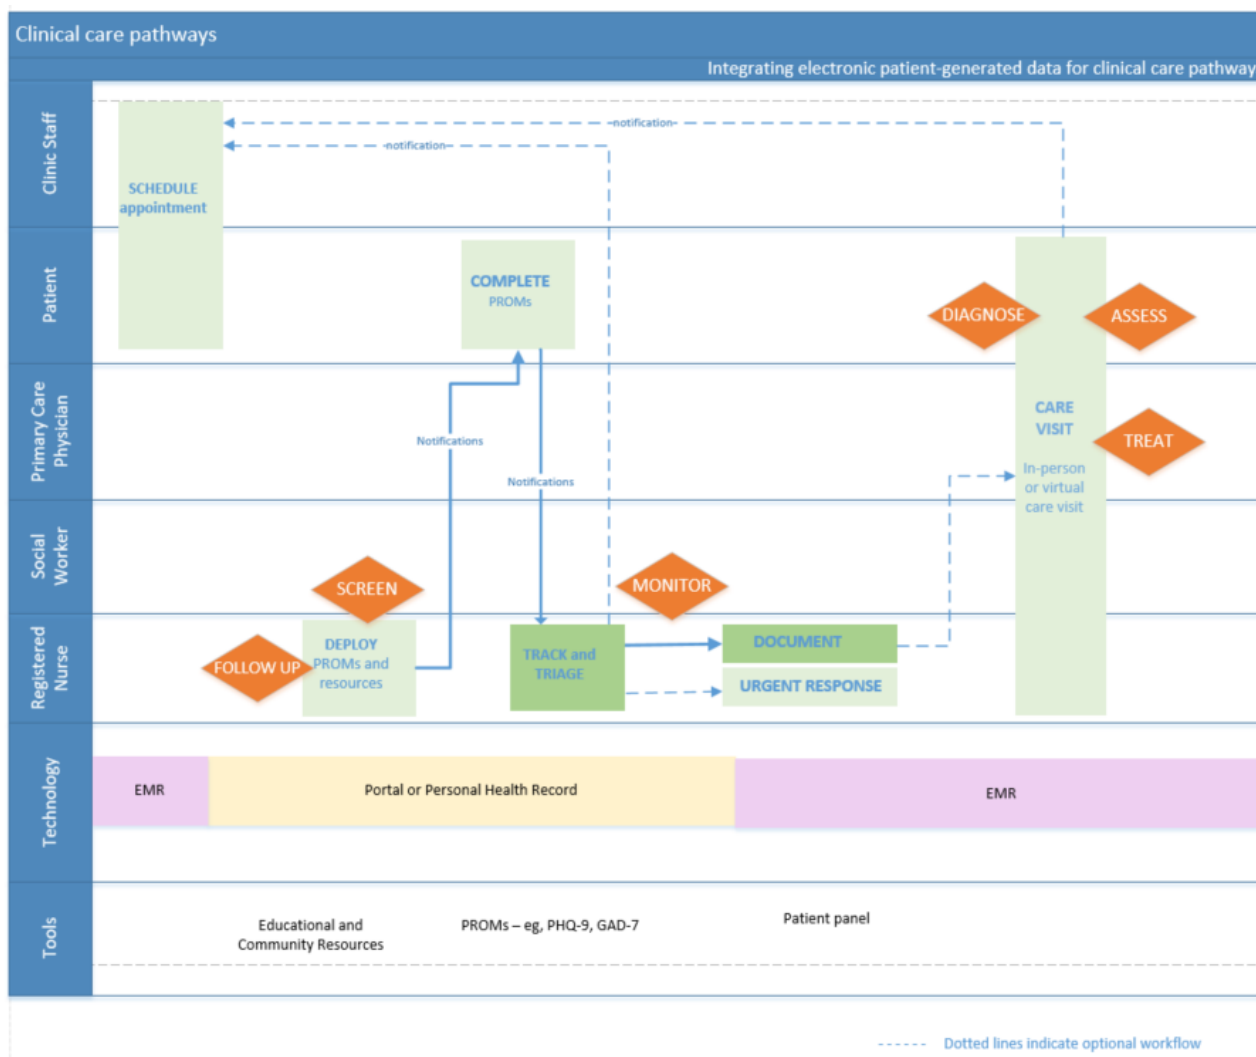 Clinical care pathways
Integrating electronic patient-generated data for clinical care pathway
Clinic Staff
notification
notification
SCHEDULE
appointment
Patient
COMPLETE
PROMs
DIAGNOSE
ASSESS
Primary Care
Physician
Notifications
Notifications
CARE
VISIT
In-person
or virtual
care visit
TREAT
Social
Worker
SCREEN
MONITOR
Registered
Nurse
FOLLOW UP
DEPLOY
PROMs and
resources
TRACK and
TRIAGE
DOCUMENT
URGENT RESPONSE
Technology
EMR
Portal or Personal Health Record
EMR
Tools
Educational and
Community Resources
PROMs – eg, PHQ-9, GAD-7
Patient panel
Dotted lines indicate optional workflow